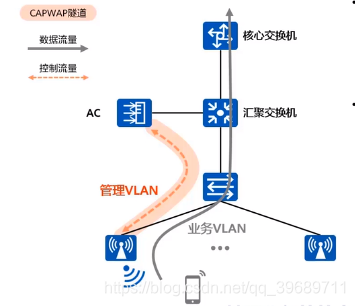 CAPWAP隧道
数据流量
控制流量
核心交换机
AC
汇聚交换机
管理VLAN
业务VLAN
https://blog.csdn.net/qq_39689711